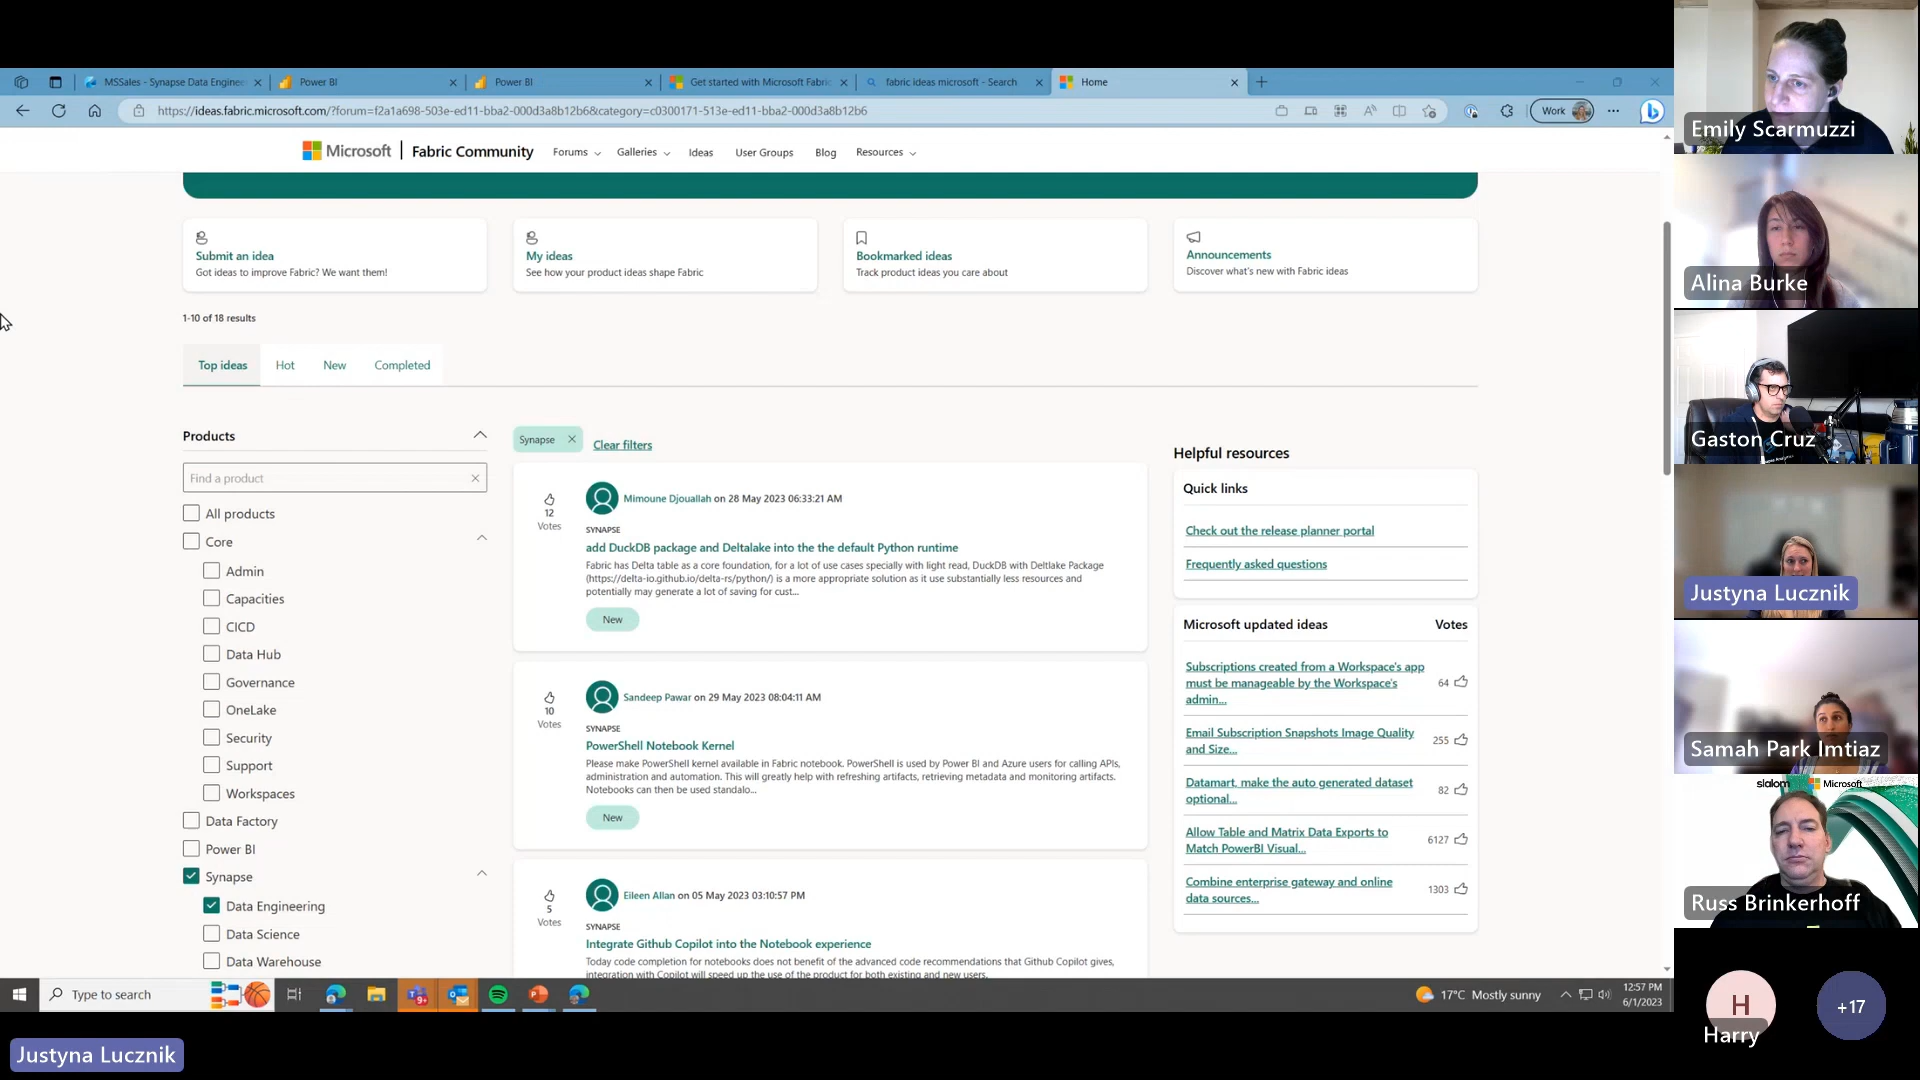 MSSales - Synapse Data Enginee
Power BI
Power BI
Get started with Microsoft Fabric
fabric ideas microsoft - Search
Home
https://ideas.fabric.microsoft.com/?forum=f2a1a698-503e-ed11-bba2-000d3a8b12b6&category=c0300171-513e-ed11-bba2-000d3a8b12b6
Work
Microsoft
Fabric Community
Forums
Galleries
Ideas
User Groups
Blog
Resources
Submit an idea
Got ideas to improve Fabric? We want them!
My ideas
See how your product ideas shape Fabric
Bookmarked ideas
Track product ideas you care about
Announcements
Discover what's new with Fabric ideas
1-10 of 18 results
Top ideas
Hot
New
Completed
Products
Find a product
All products
Core
Admin
Capacities
CICD
Data Hub
Governance
OneLake
Security
Support
Workspaces
Data Factory
Power BI
Synapse
Data Engineering
Data Science
Data Warehouse
Synapse
Clear filters
12
Votes
Mimoune Djouallah on 28 May 2023 06:33:21 AM
SYNAPSE
add DuckDB package and Deltalake into the the default Python runtime
Fabric has Delta table as a core foundation, for a lot of use cases specially with light read, DuckDB with Deltlake Package
(https://delta-io.github.io/delta-rs/python/) is a more appropriate solution as it use substantially less resources and
potentially may generate a lot of saving for cust...
New
10
Votes
Sandeep Pawar on 29 May 2023 08:04:11 AM
SYNAPSE
PowerShell Notebook Kernel
Please make PowerShell kernel available in Fabric notebook. PowerShell is used by Power BI and Azure users for calling APIs,
administration and automation. This will greatly help with refreshing artifacts, retrieving metadata and monitoring artifacts.
Notebooks can then be used standalo...
New
5
Votes
Eileen Allan on 05 May 2023 03:10:57 PM
SYNAPSE
Integrate Github Copilot into the Notebook experience
Today code completion for notebooks does not benefit of the advanced code recommendations that Github Copilot gives,
integration with Copilot will speed up the use of the product for both existing and new users.
Helpful resources
Quick links
Check out the release planner portal
Frequently asked questions
Microsoft updated ideas
Votes
Subscriptions created from a Workspace's app
must be manageable by the Workspace's
admin...
64
Email Subscription Snapshots Image Quality
and Size...
255
Datamart, make the auto generated dataset
optional...
82
Allow Table and Matrix Data Exports to
Match PowerBI Visual...
6127
Combine enterprise gateway and online
data sources...
1303
Type to search
9+
17°C Mostly sunny
12:57 PM
6/1/2023
Justyna Lucznik
Emily Scarmuzzi
Alina Burke
Gaston Cruz
Justyna Lucznik
Samah Park Imtiaz
slalom
Microsoft
Russ Brinkerhoff
H
Harry
+17